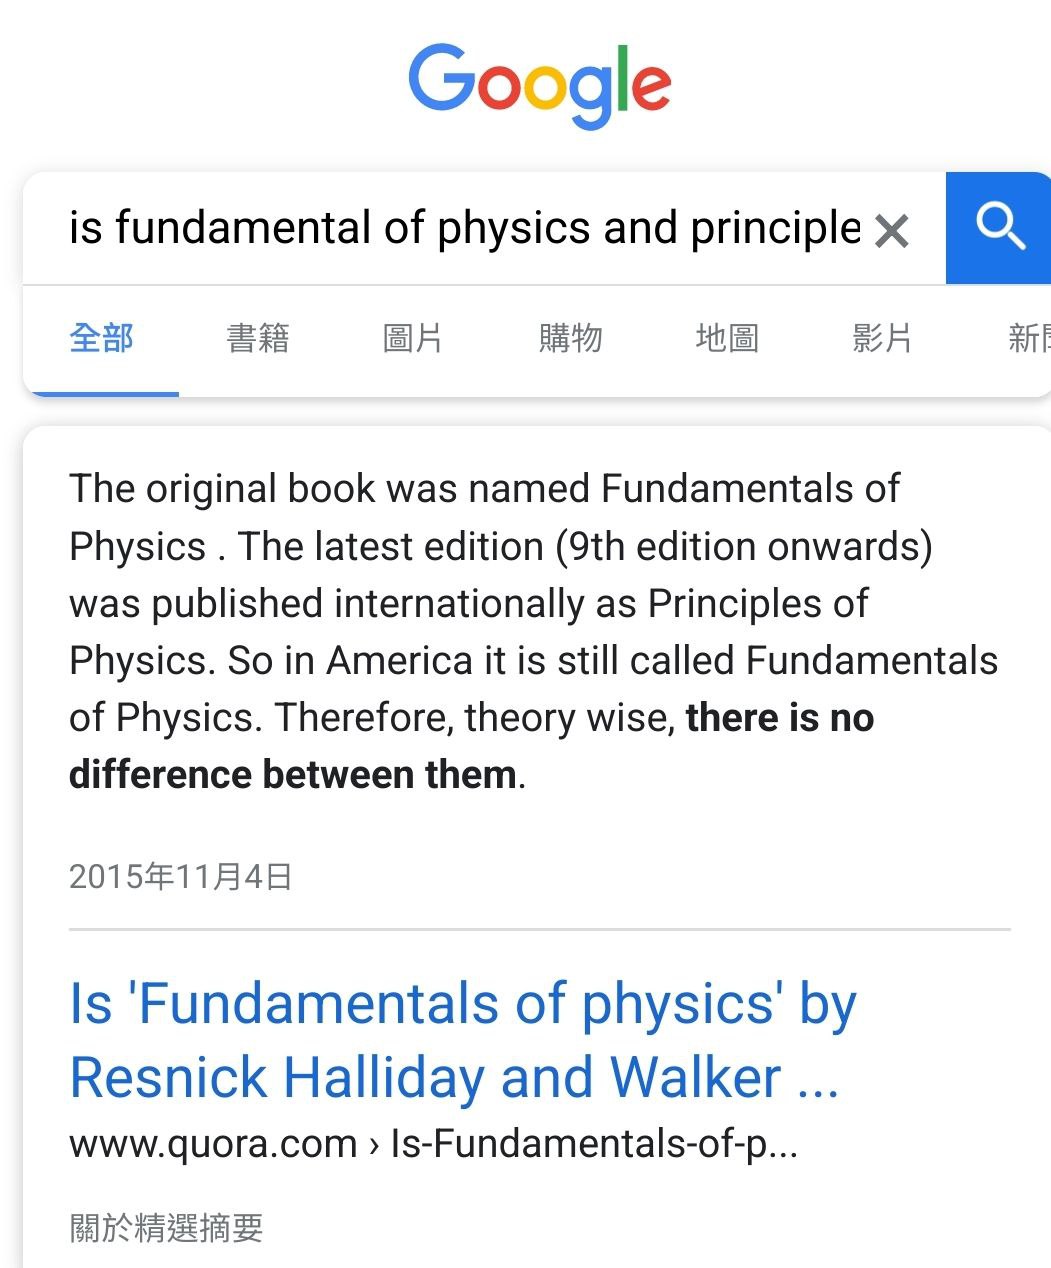 Google
is fundamental of physics and principle
全部 書籍 圖片 購物 地圖 影片 新
The original book was named Fundamentals of
Physics . The latest edition (9th edition onwards)
was published internationally as Principles of
Physics. So in America it is still called Fundamentals
of Physics. Therefore, theory wise, there is no
difference between them.
2015年11月4日
Is 'Fundamentals of physics' by
Resnick Halliday and Walker ...
www.quora.com › Is-Fundamentals-of-p...
關於精選摘要